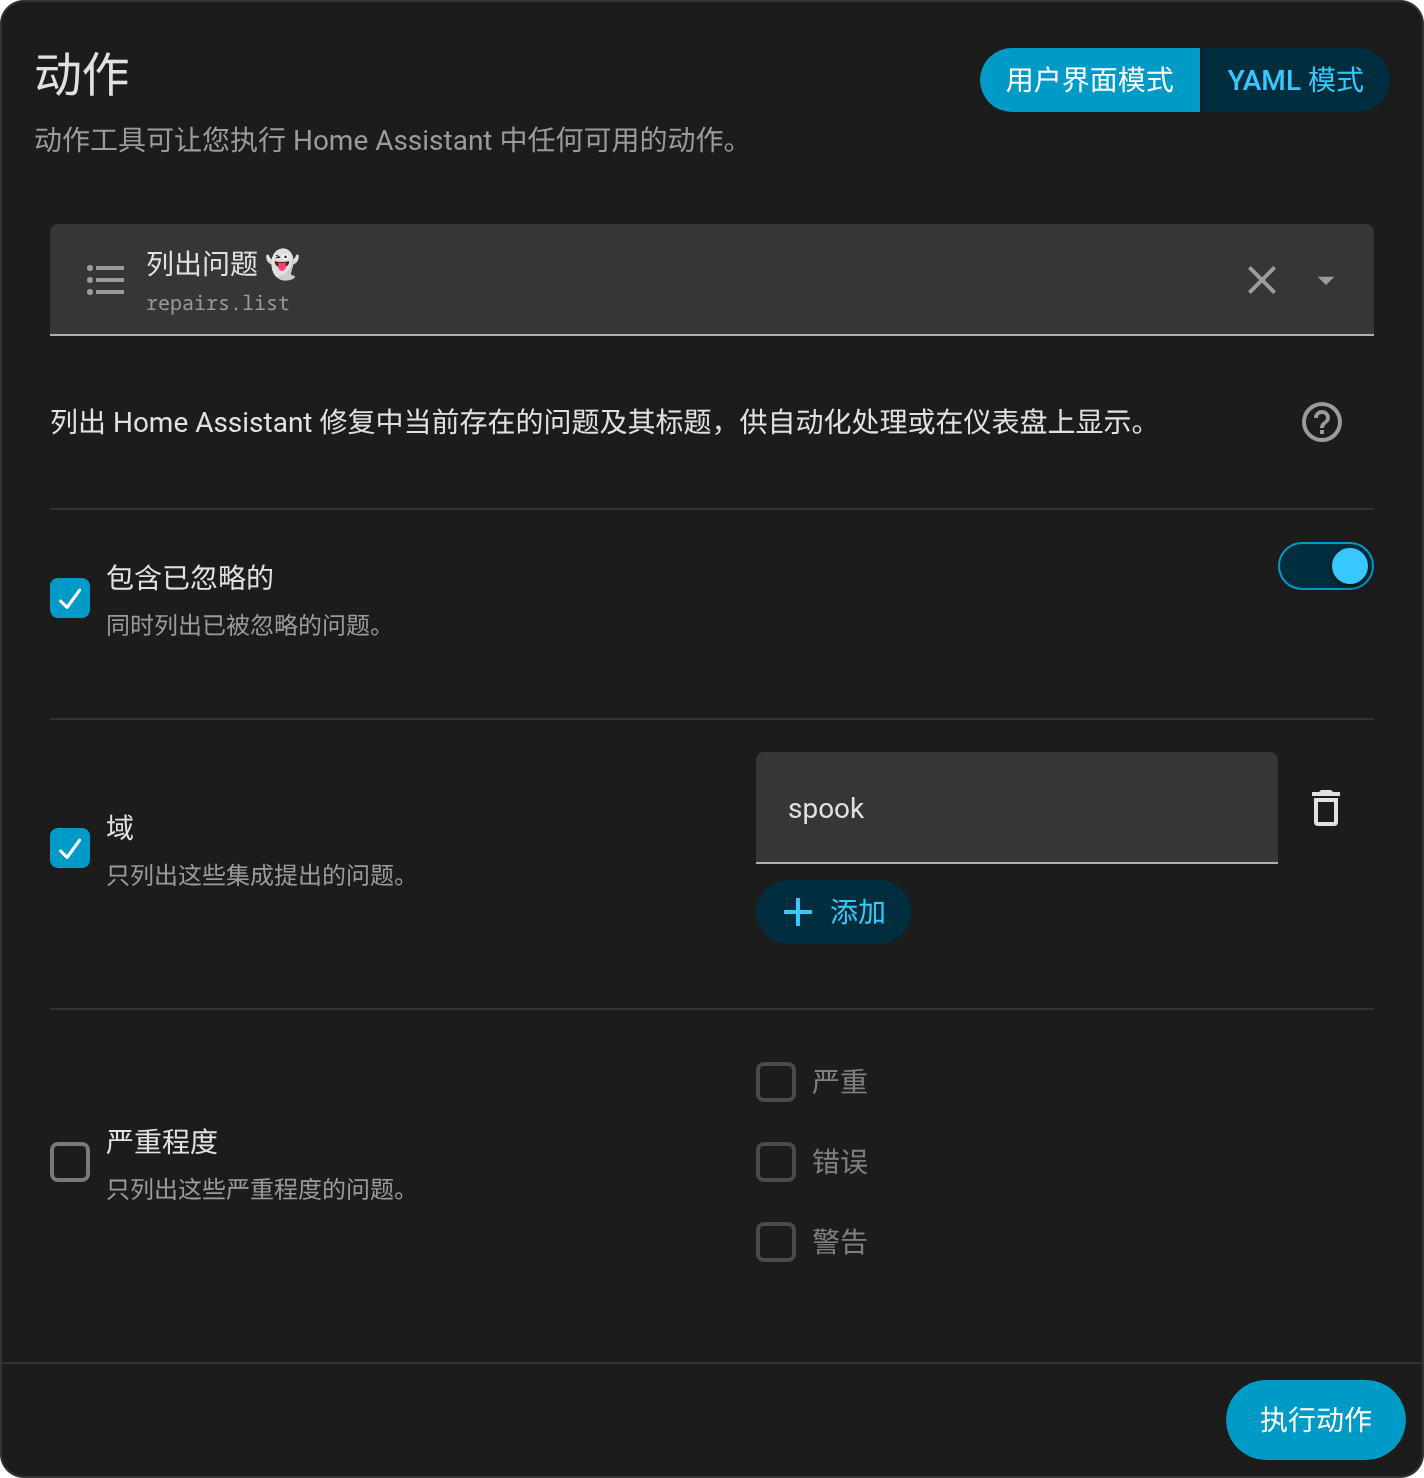 动作
用户界面模式
YAML 模式
动作工具可让您执行 Home Assistant 中任何可用的动作。
列出问题 👻
repairs.list
列出 Home Assistant 修复中当前存在的问题及其标题，供自动化处理或在仪表盘上显示。
包含已忽略的
同时列出已被忽略的问题。
域
只列出这些集成提出的问题。
spook
添加
严重程度
只列出这些严重程度的问题。
严重
错误
警告
执行动作